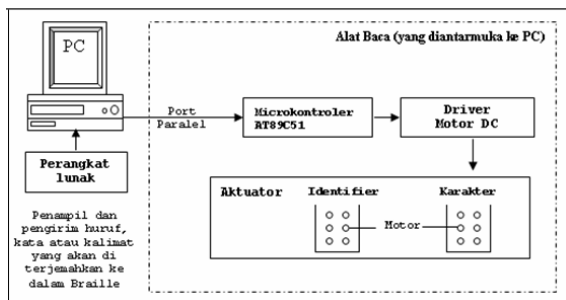 Alat Baca (yang diantarmuka ke PC)
PC
Port
Paralel
Microkontroler
AT89C51
Driver
Motor DC
Perangkat
lunak
Aktuator
Identifier
Karakter
Motor
Penampil dan
pengirim huruf,
kata atau kalimat
yang akan di
terjemahkan ke
dalam Braille